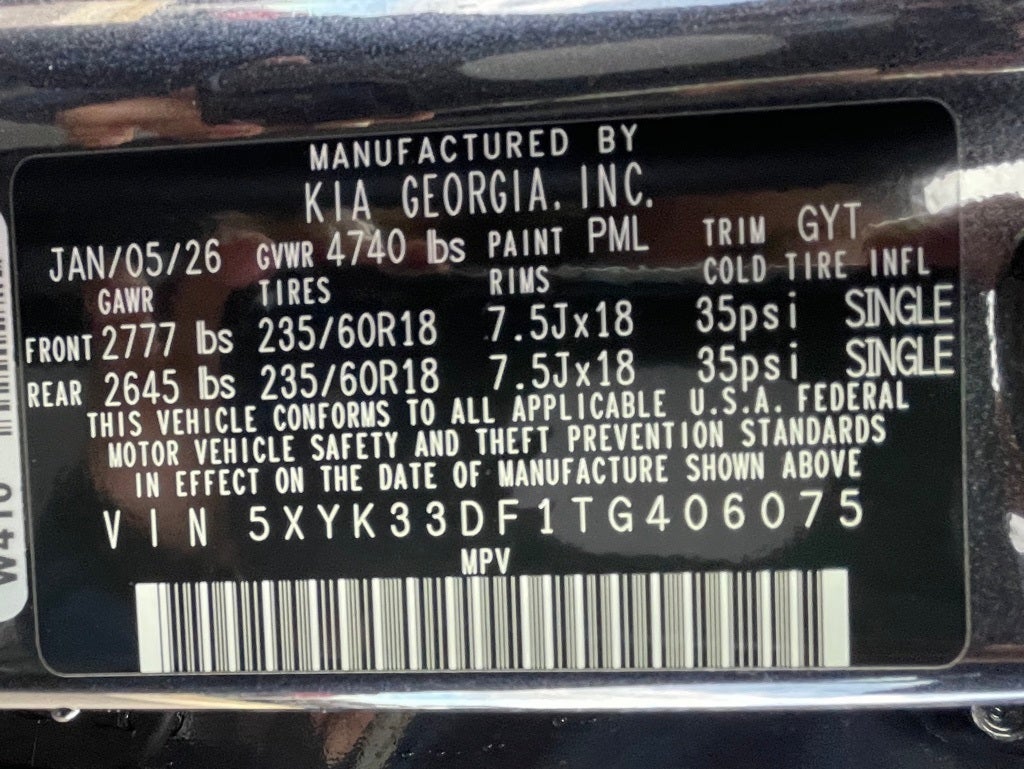 MANUFACTURED BY
KIA GEORGIA. INC.
JAN/05/26 GVWR 4740 lbs PAINT PML TRIM GYT
GAWR TIRES RIMS COLD TIRE INFL
FRONT 2777 lbs 235/60R18 7.5Jx18 35psi SINGLE
REAR 2645 lbs 235/60R18 7.5Jx18 35psi SINGLE
THIS VEHICLE CONFORMS TO ALL APPLICABLE U.S.A. FEDERAL
MOTOR VEHICLE SAFETY AND THEFT PREVENTION STANDARDS
IN EFFECT ON THE DATE OF MANUFACTURE SHOWN ABOVE
VIN 5XYK33DF1TG406075
MPV